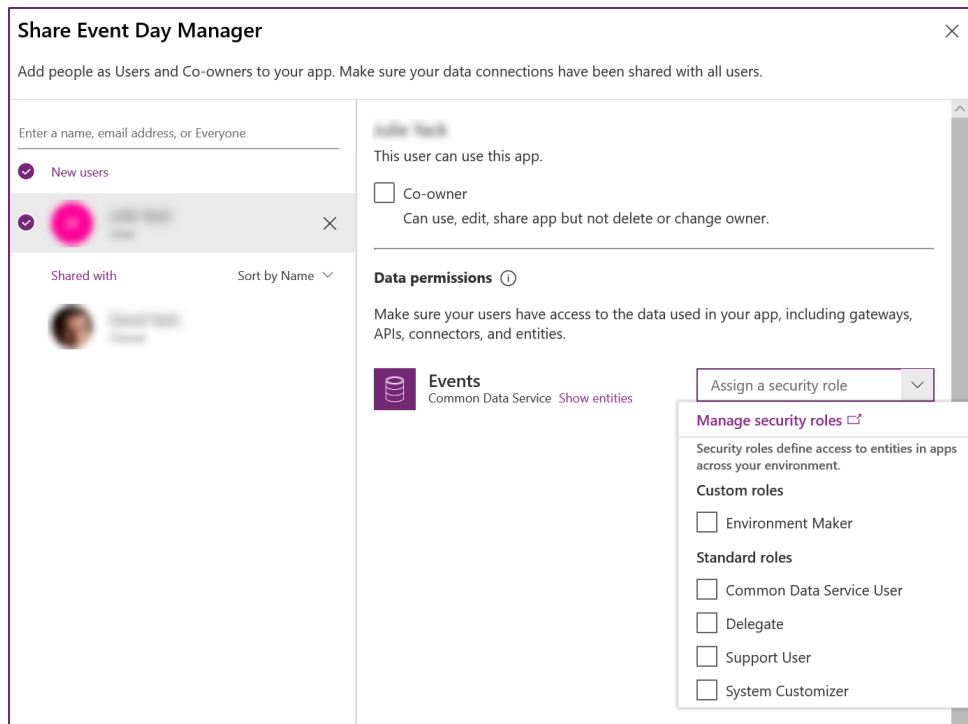 Share Event Day Manager
Add people as Users and Co-owners to your app. Make sure your data connections have been shared with all users.
Enter a name, email address, or Everyone
New users
Shared with
Sort by Name
This user can use this app.
Co-owner
Can use, edit, share app but not delete or change owner.
Data permissions
Make sure your users have access to the data used in your app, including gateways,
APIs, connectors, and entities.
Events
Common Data Service Show entities
Assign a security role
Manage security roles
Security roles define access to entities in apps
across your environment.
Custom roles
Environment Maker
Standard roles
Common Data Service User
Delegate
Support User
System Customizer